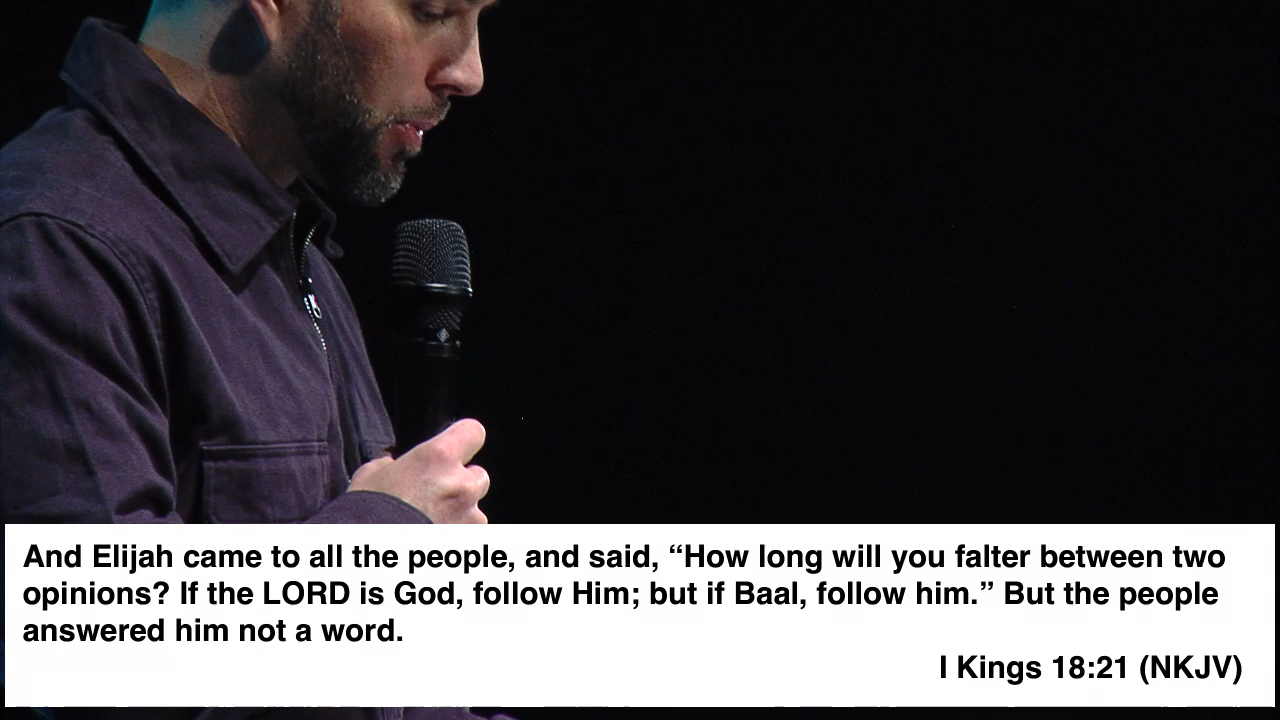 And Elijah came to all the people, and said, “How long will you falter between two
opinions? If the LORD is God, follow Him; but if Baal, follow him.” But the people
answered him not a word.
I Kings 18:21 (NKJV)